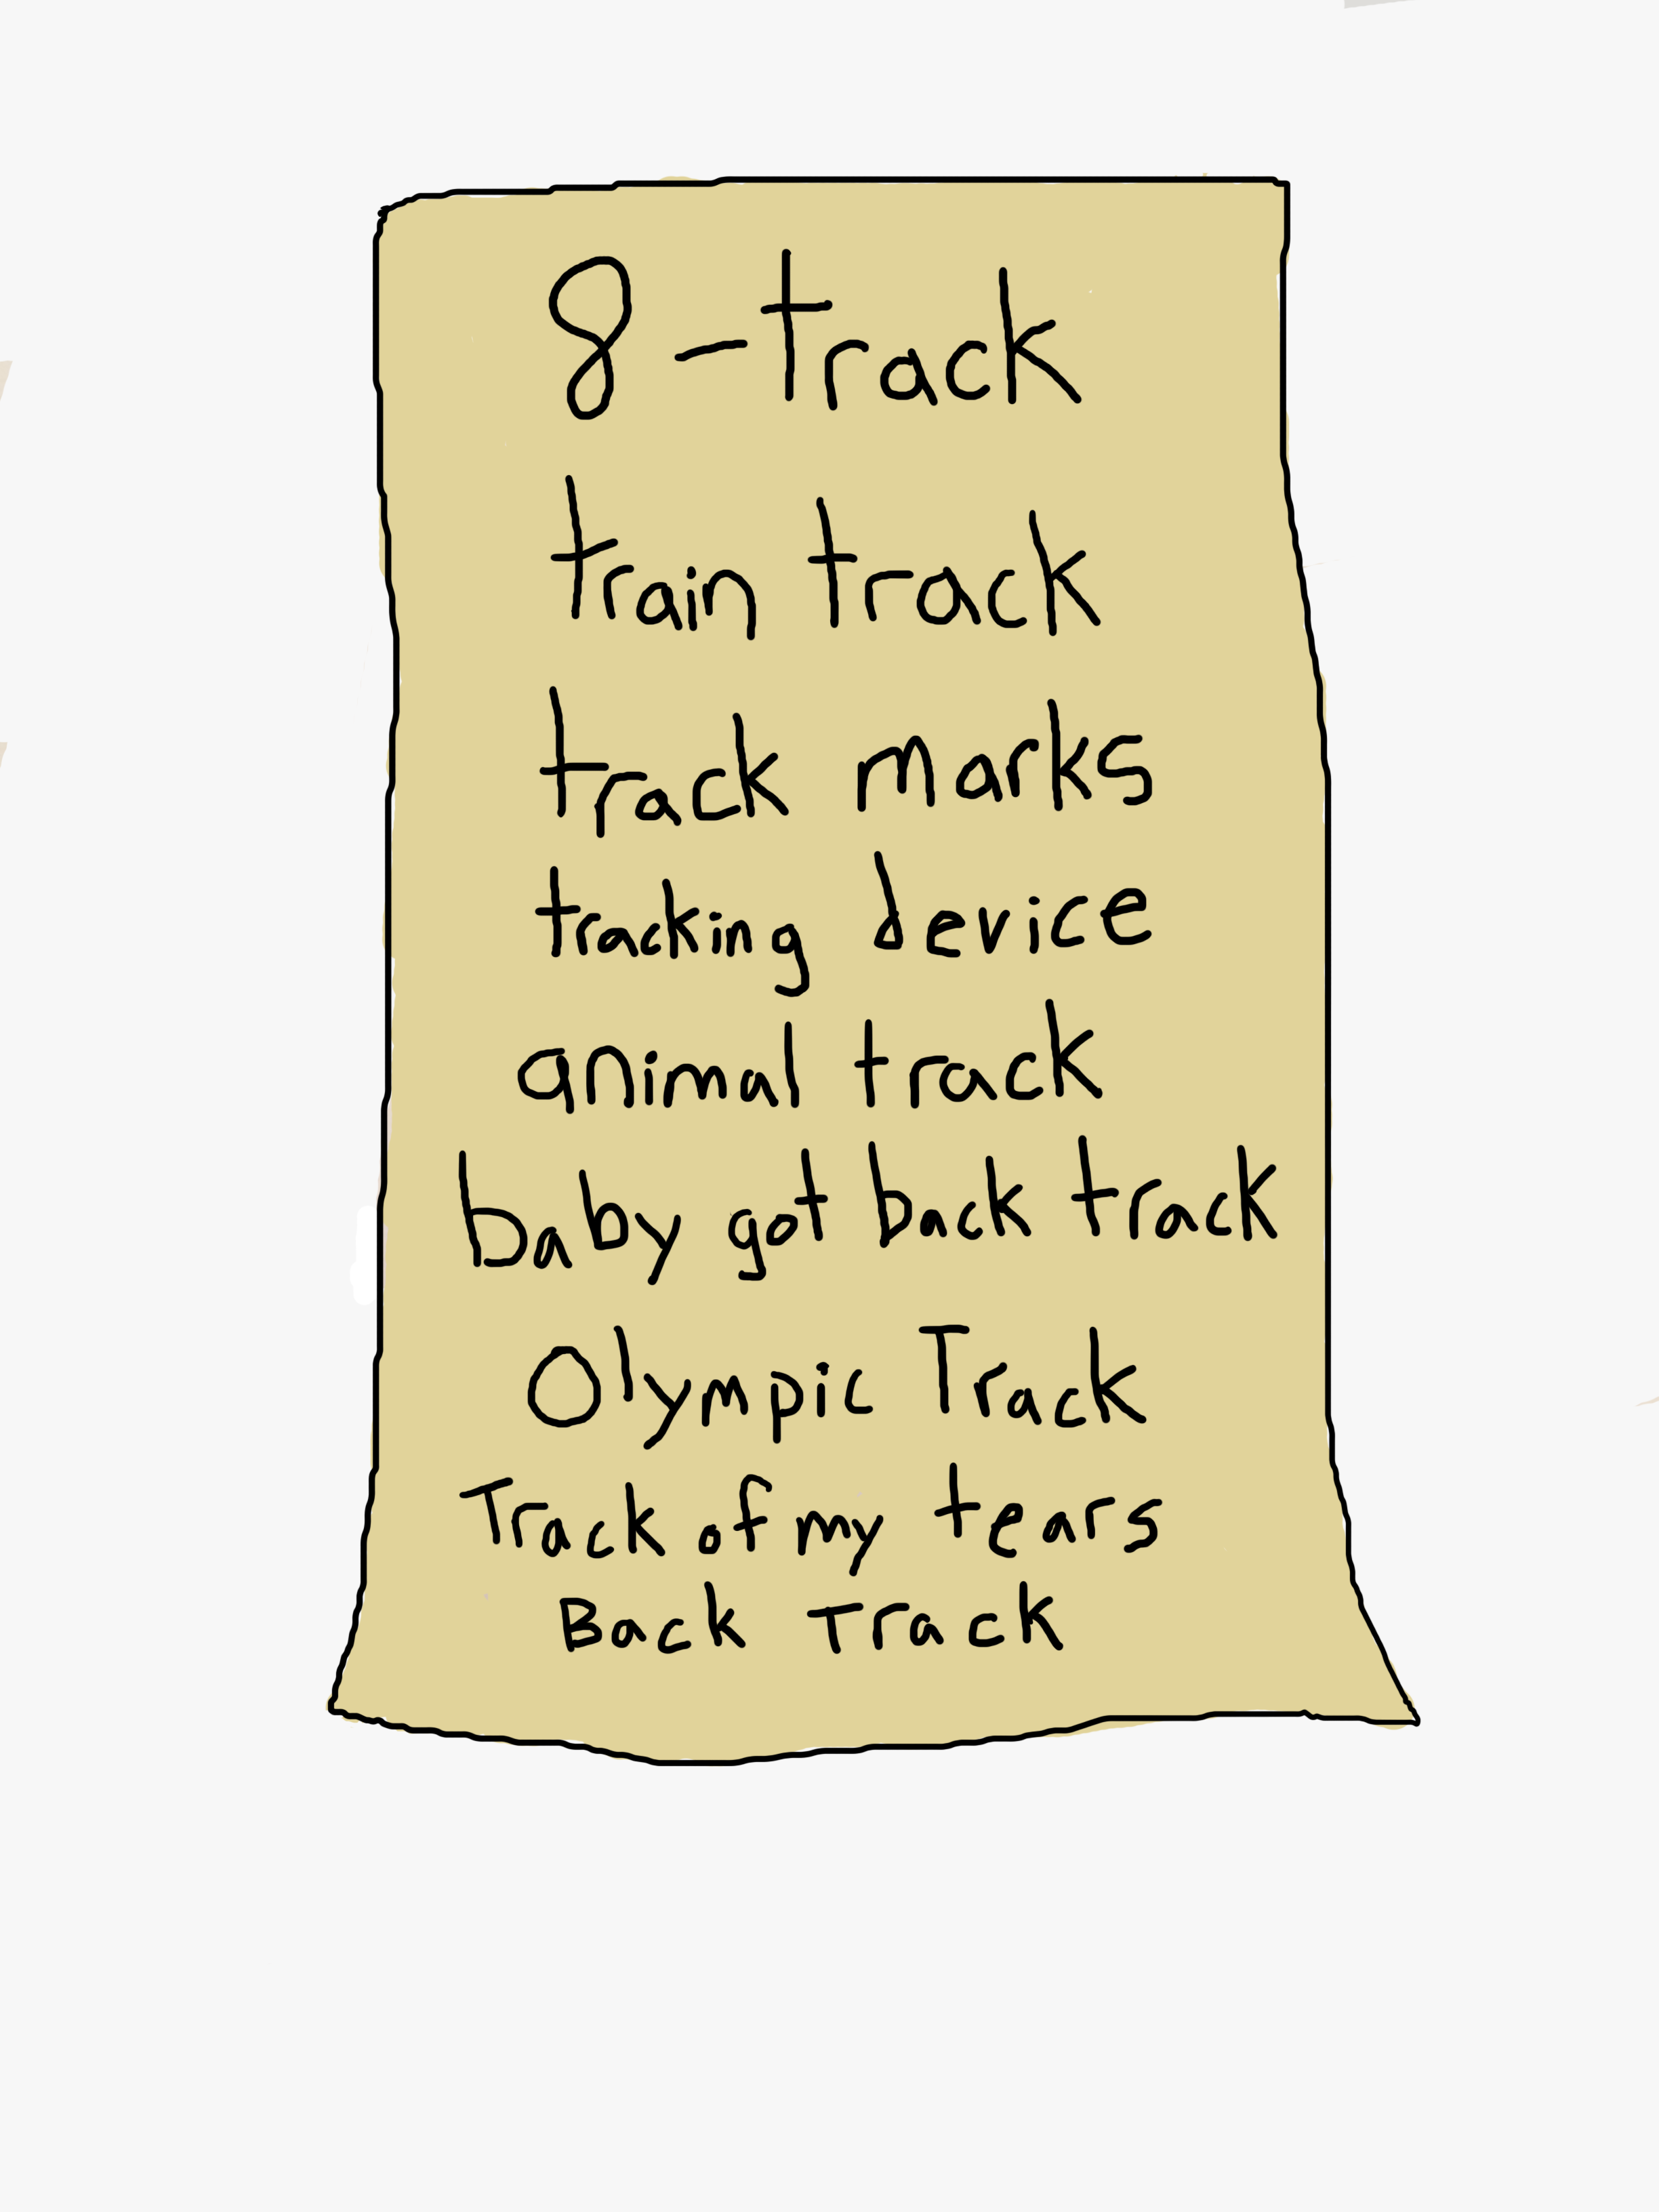 8-track
train track
track marks
tracking device
animal track
baby got back track
Olympic Track
Track of my tears
Back Track